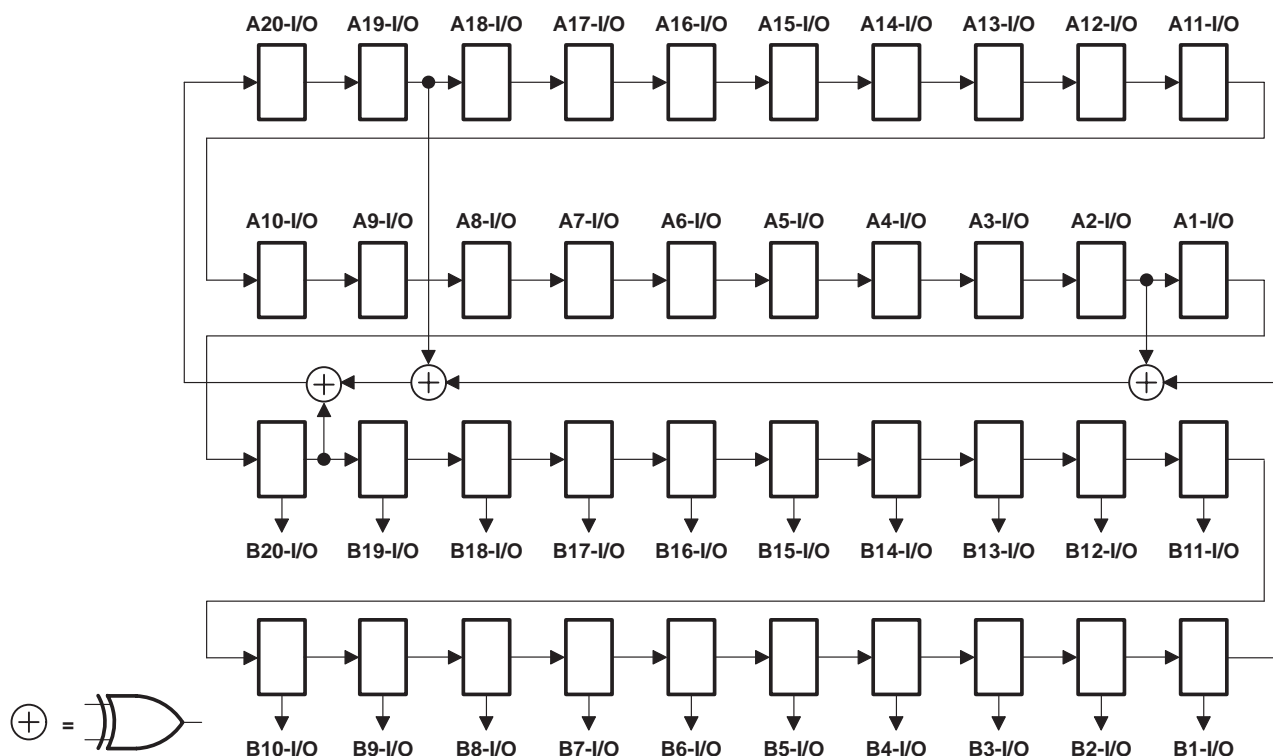 A20-I/O A19-I/O A18-I/O A17-I/O A16-I/O A15-I/O A14-I/O A13-I/O A12-I/O A11-I/O
A10-I/O A9-I/O A8-I/O A7-I/O A6-I/O A5-I/O A4-I/O A3-I/O A2-I/O A1-I/O
B20-I/O B19-I/O B18-I/O B17-I/O B16-I/O B15-I/O B14-I/O B13-I/O B12-I/O B11-I/O
=
B10-I/O B9-I/O B8-I/O B7-I/O B6-I/O B5-I/O B4-I/O B3-I/O B2-I/O B1-I/O